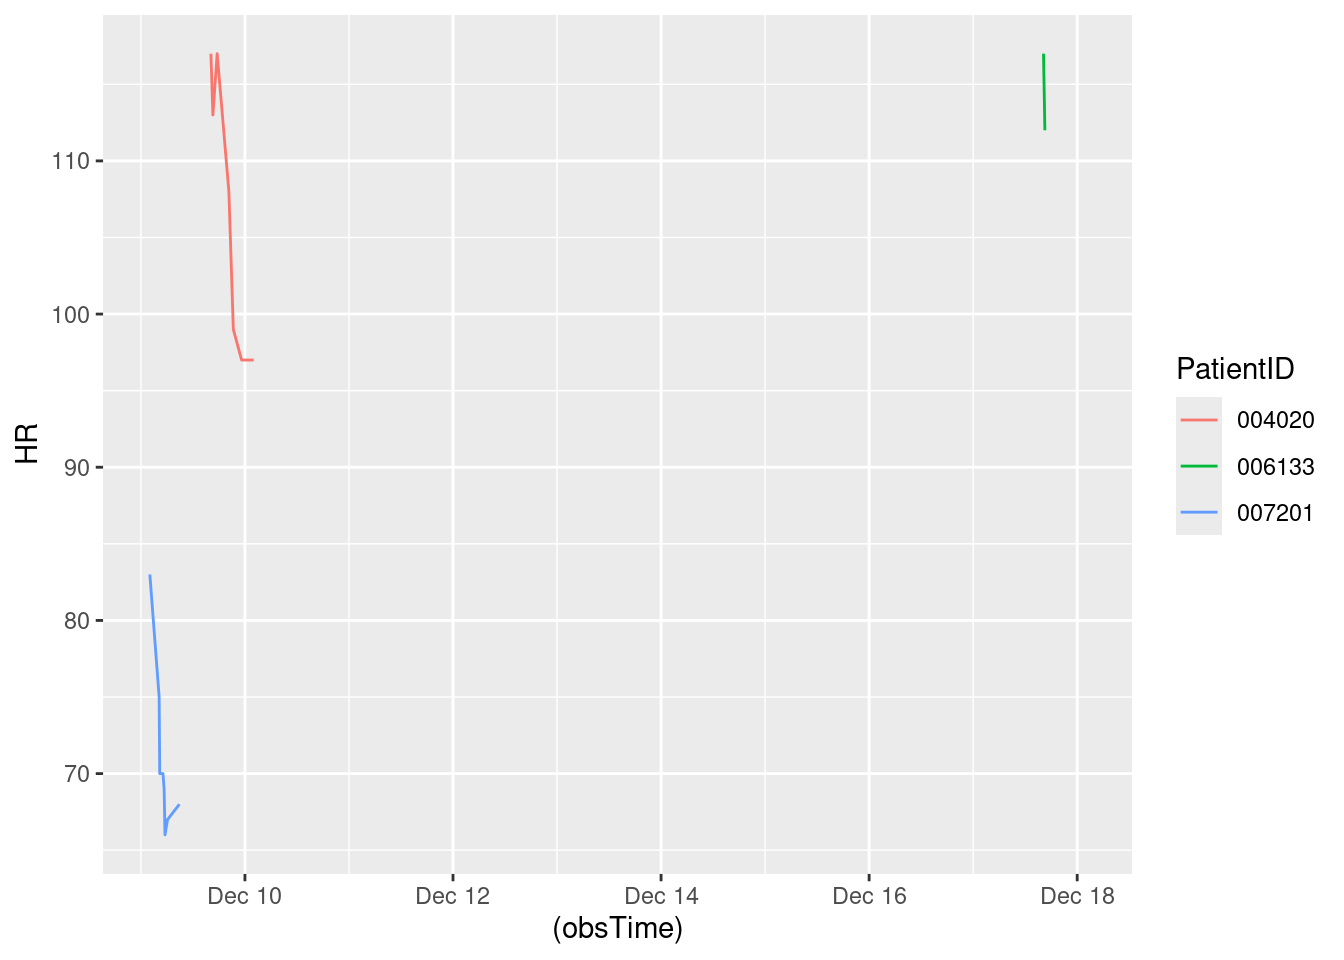 HR
110
100
90
80
70
Dec 10
Dec 12
Dec 14
Dec 16
Dec 18
(obsTime)
PatientID
004020
006133
007201